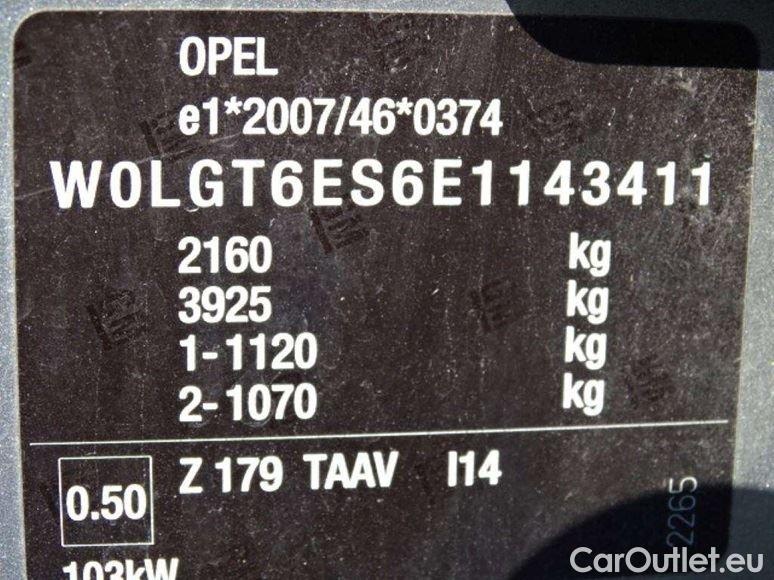 OPEL
e1*2007/46*0374
W0LGT6ES6E1143411
2160 kg
3925 kg
1-1120 kg
2-1070 kg
0.50 Z 179 TAAV I14
2265
103kW
CarOutlet.eu